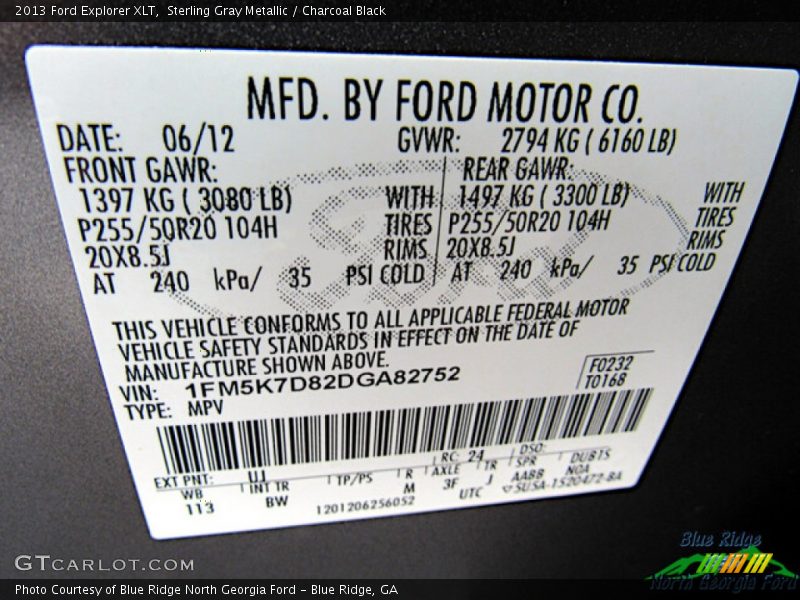 2013 Ford Explorer XLT, Sterling Gray Metallic / Charcoal Black
MFD. BY FORD MOTOR CO.
DATE: 06/12 GVWR: 2794 KG ( 6160 LB)
FRONT GAWR: REAR GAWR:
1397 KG ( 3080 LB) WITH 1497 KG ( 3300 LB) WITH
P255/50R20 104H TIRES P255/50R20 104H TIRES
20X8.5J RIMS 20X8.5J RIMS
AT 240 kPa/ 35 PSI COLD AT 240 kPa/ 35 PSI COLD
THIS VEHICLE CONFORMS TO ALL APPLICABLE FEDERAL MOTOR
VEHICLE SAFETY STANDARDS IN EFFECT ON THE DATE OF
MANUFACTURE SHOWN ABOVE.
VIN: 1FM5K7D82DGA82752 F0232
TYPE: MPV T0168
EXT PNT: UJ RC: 24 DSO:
WB INT TR TP/PS R AXLE TR SPR DUBTS
113 BW M 3F J AABB NOA
1201206256052 UTC 5U5A-1520472-BA
GTCARLOT.COM
Blue Ridge
North Georgia Ford
Photo Courtesy of Blue Ridge North Georgia Ford – Blue Ridge, GA